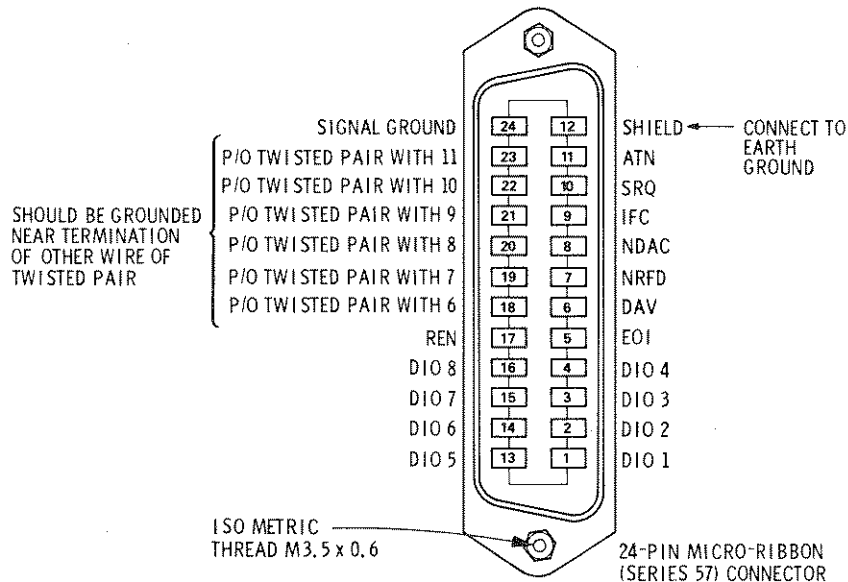 SIGNAL GROUND 24 12 SHIELD CONNECT TO
EARTH
GROUND
P/O TWISTED PAIR WITH 11 23 11 ATN
P/O TWISTED PAIR WITH 10 22 10 SRQ
P/O TWISTED PAIR WITH 9 21 9 IFC
P/O TWISTED PAIR WITH 8 20 8 NDAC
P/O TWISTED PAIR WITH 7 19 7 NRFD
P/O TWISTED PAIR WITH 6 18 6 DAV
SHOULD BE GROUNDED
NEAR TERMINATION
OF OTHER WIRE OF
TWISTED PAIR
REN 17 5 EOI
DIO 8 16 4 DIO 4
DIO 7 15 3 DIO 3
DIO 6 14 2 DIO 2
DIO 5 13 1 DIO 1
ISO METRIC
THREAD M3.5 x 0.6
24-PIN MICRO-RIBBON
(SERIES 57) CONNECTOR